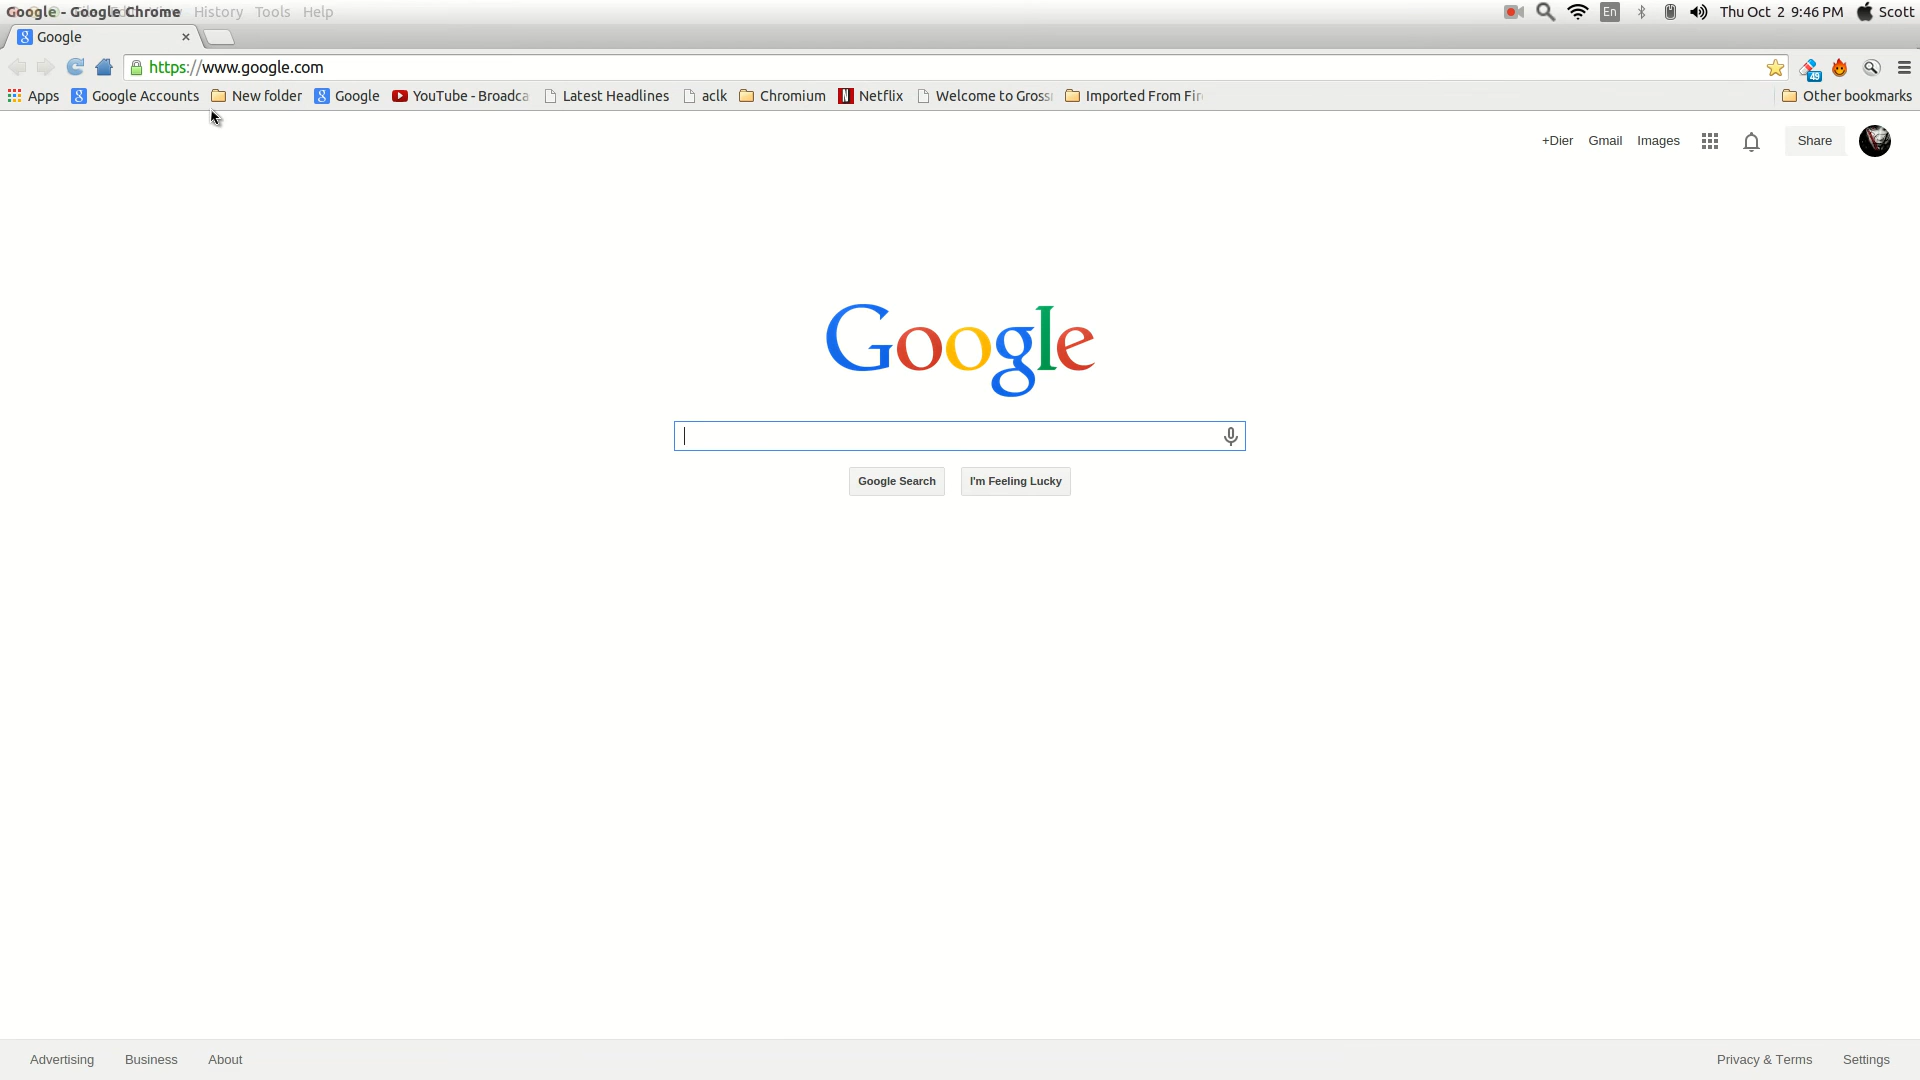 Google - Google Chrome History Tools Help
En Thu Oct 2 9:46 PM Scott
Google
https://www.google.com
49
Apps Google Accounts New folder Google YouTube - Broadca Latest Headlines aclk Chromium Netflix Welcome to Gross Imported From Fir Other bookmarks
+Dier Gmail Images Share
Google
Google Search I'm Feeling Lucky
Advertising Business About Privacy & Terms Settings